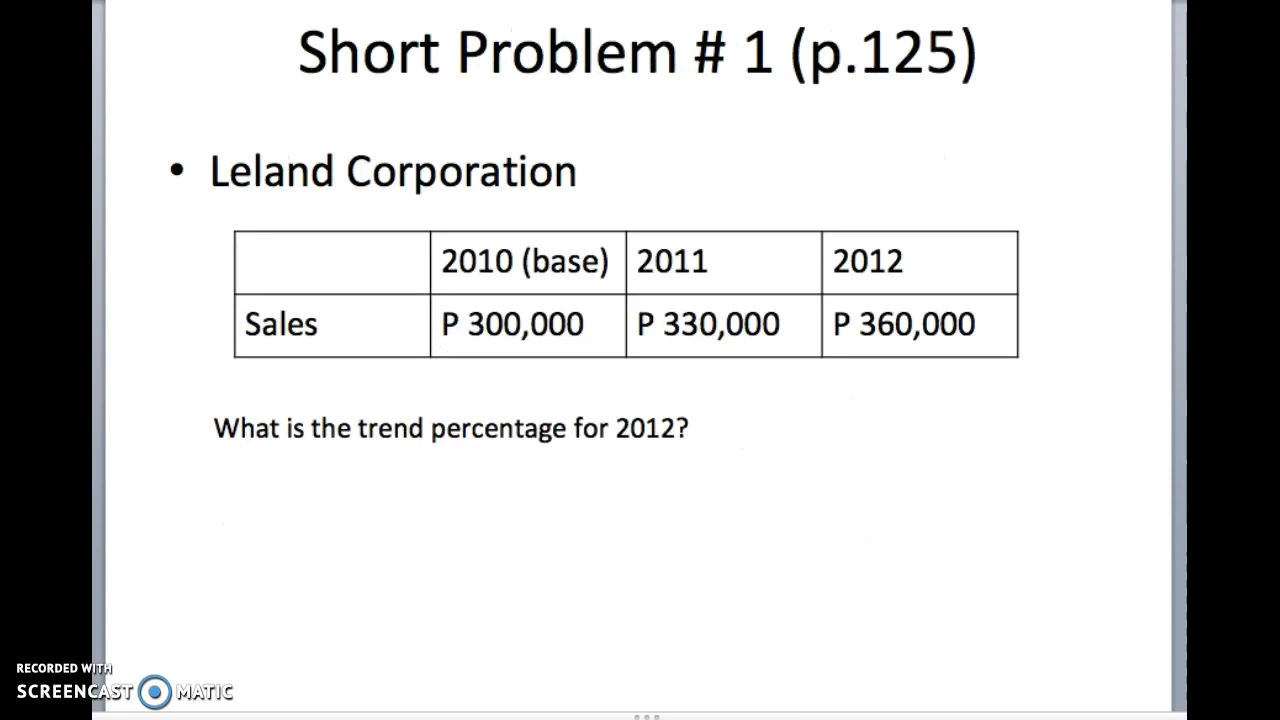 Short Problem # 1 (p.125)
• Leland Corporation
2010 (base) 2011 2012
Sales P 300,000 P 330,000 P 360,000
What is the trend percentage for 2012?
RECORDED WITH
SCREENCAST MATIC